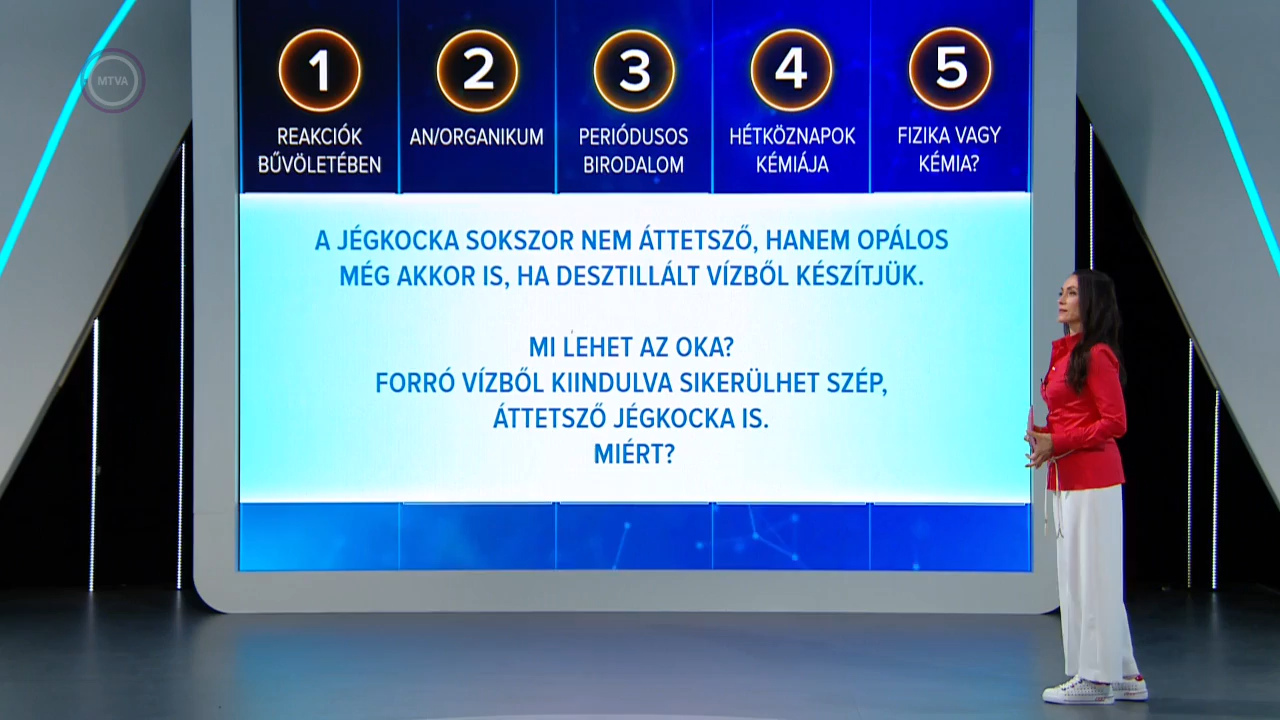 MTVA
1
2
3
4
5
REAKCIÓK
BŰVÖLETÉBEN
AN/ORGANIKUM
PERIÓDUSOS
BIRODALOM
HÉTKÖZNAPOK
KÉMIÁJA
FIZIKA VAGY
KÉMIA?
A JÉGKOCKA SOKSZOR NEM ÁTTETSZŐ, HANEM OPÁLOS
MÉG AKKOR IS, HA DESZTILLÁLT VÍZBŐL KÉSZÍTJÜK.
MI LEHET AZ OKA?
FORRÓ VÍZBŐL KIINDULVA SIKERÜLHET SZÉP,
ÁTTETSZŐ JÉGKOCKA IS.
MIÉRT?